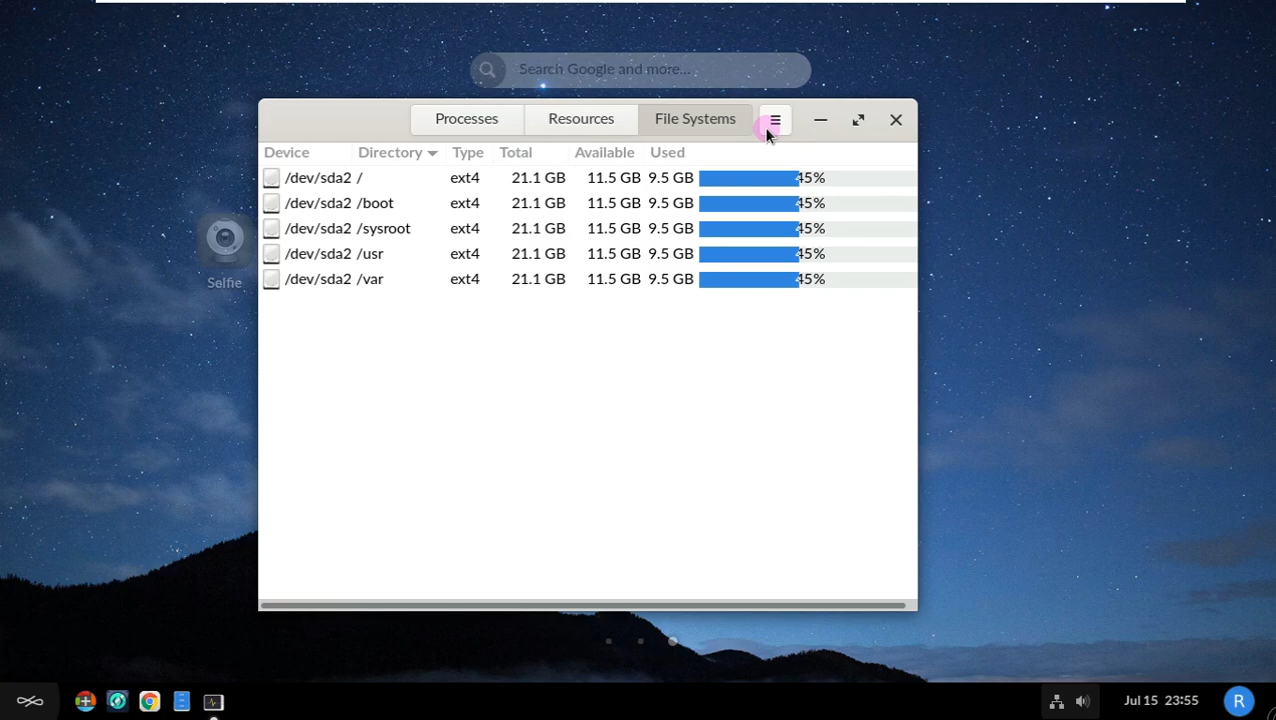 Search Google and more...
Processes Resources File Systems
Device Directory Type Total Available Used
/dev/sda2 / ext4 21.1 GB 11.5 GB 9.5 GB 45%
/dev/sda2 /boot ext4 21.1 GB 11.5 GB 9.5 GB 45%
/dev/sda2 /sysroot ext4 21.1 GB 11.5 GB 9.5 GB 45%
/dev/sda2 /usr ext4 21.1 GB 11.5 GB 9.5 GB 45%
/dev/sda2 /var ext4 21.1 GB 11.5 GB 9.5 GB 45%
Selfie
Jul 15 23:55 R